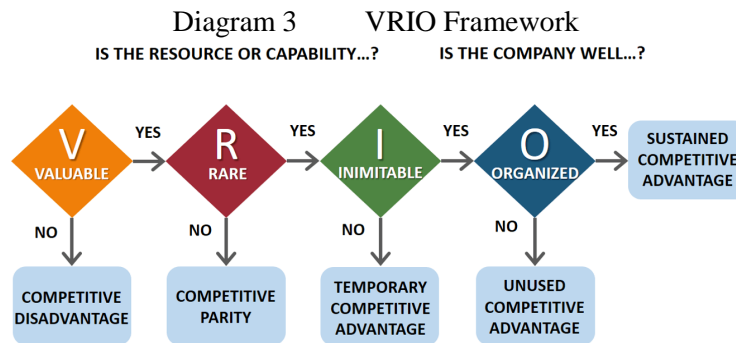 Diagram 3 VRIO Framework
IS THE RESOURCE OR CAPABILITY...? IS THE COMPANY WELL...?
V
VALUABLE
YES
R
RARE
YES
I
INIMITABLE
YES
O
ORGANIZED
YES
SUSTAINED
COMPETITIVE
ADVANTAGE
NO
NO
NO
NO
COMPETITIVE
DISADVANTAGE
COMPETITIVE
PARITY
TEMPORARY
COMPETITIVE
ADVANTAGE
UNUSED
COMPETITIVE
ADVANTAGE